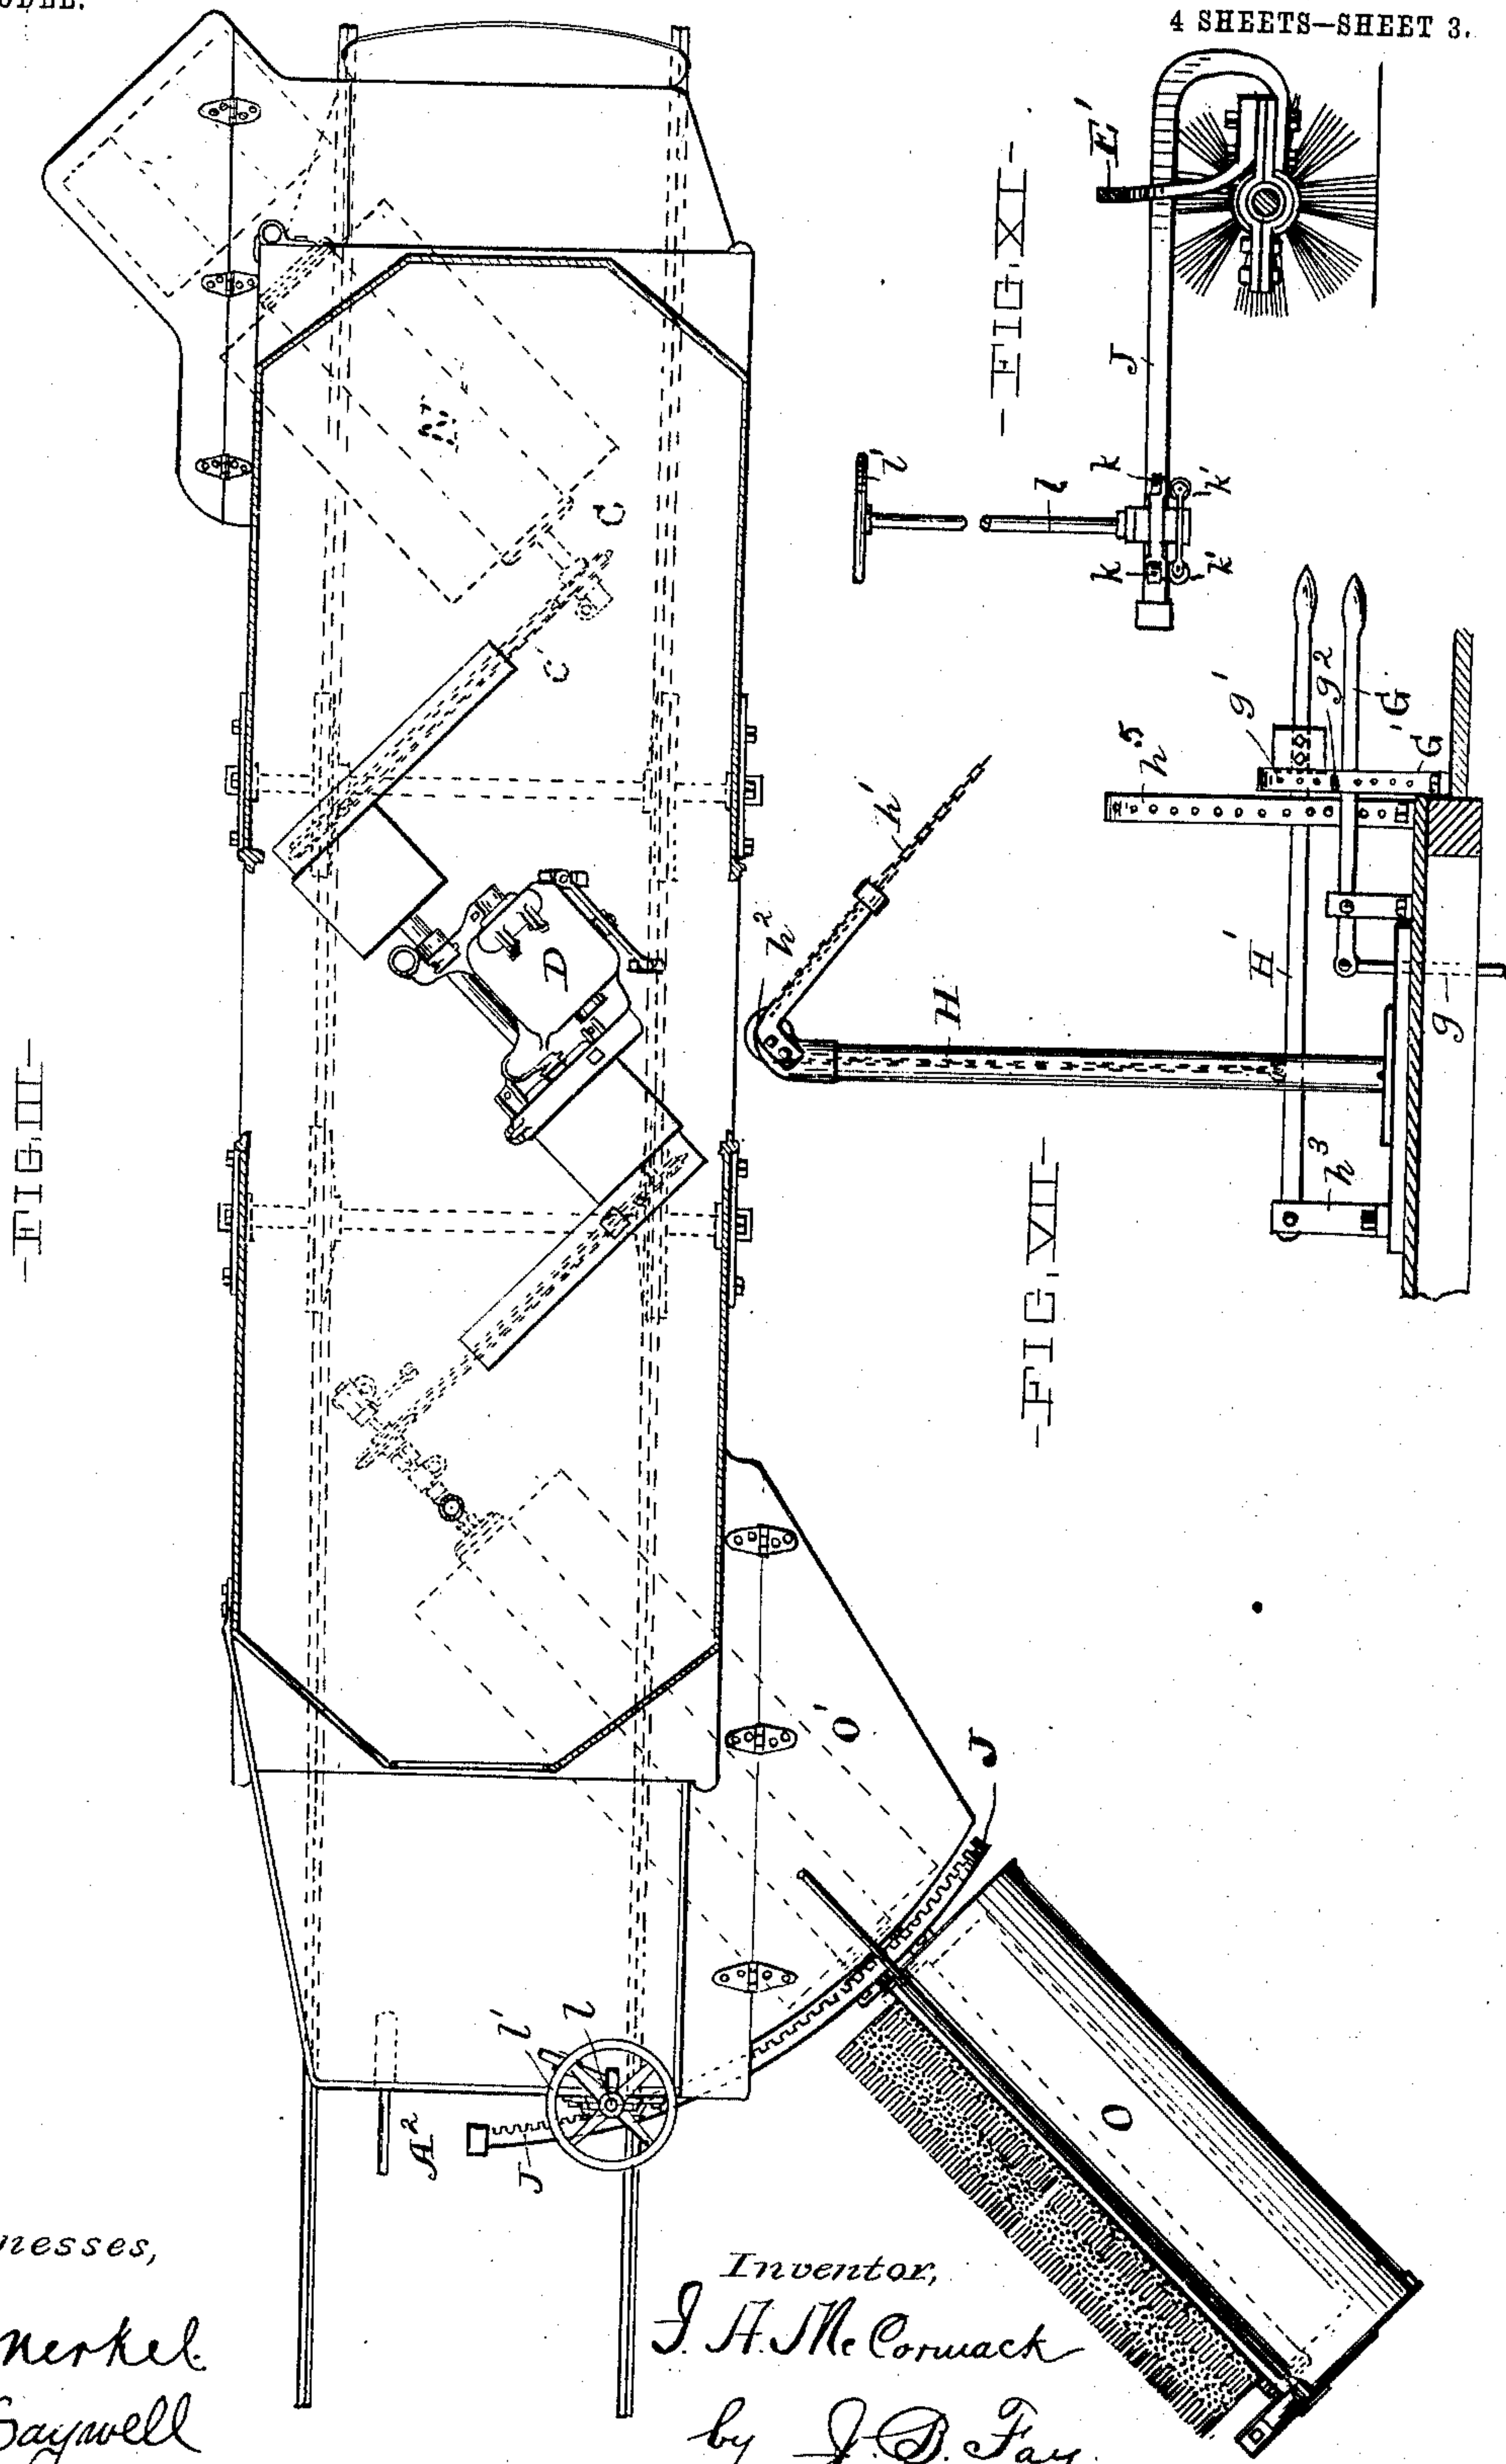 4 SHEETS—SHEET 3.
-FIG. III-
-FIG. XI-
-FIG. VII-
E'
J
l'
l
k
k
k'
k'
N
C
c
D
h⁵
g'
g²
G'
G
h'
h²
H
H'
h³
g
O'
J
l'
l
A²
J
O
nesses,
Merkel.
Saywell
Inventor,
J. A. McCormack
by J. B. Fay.